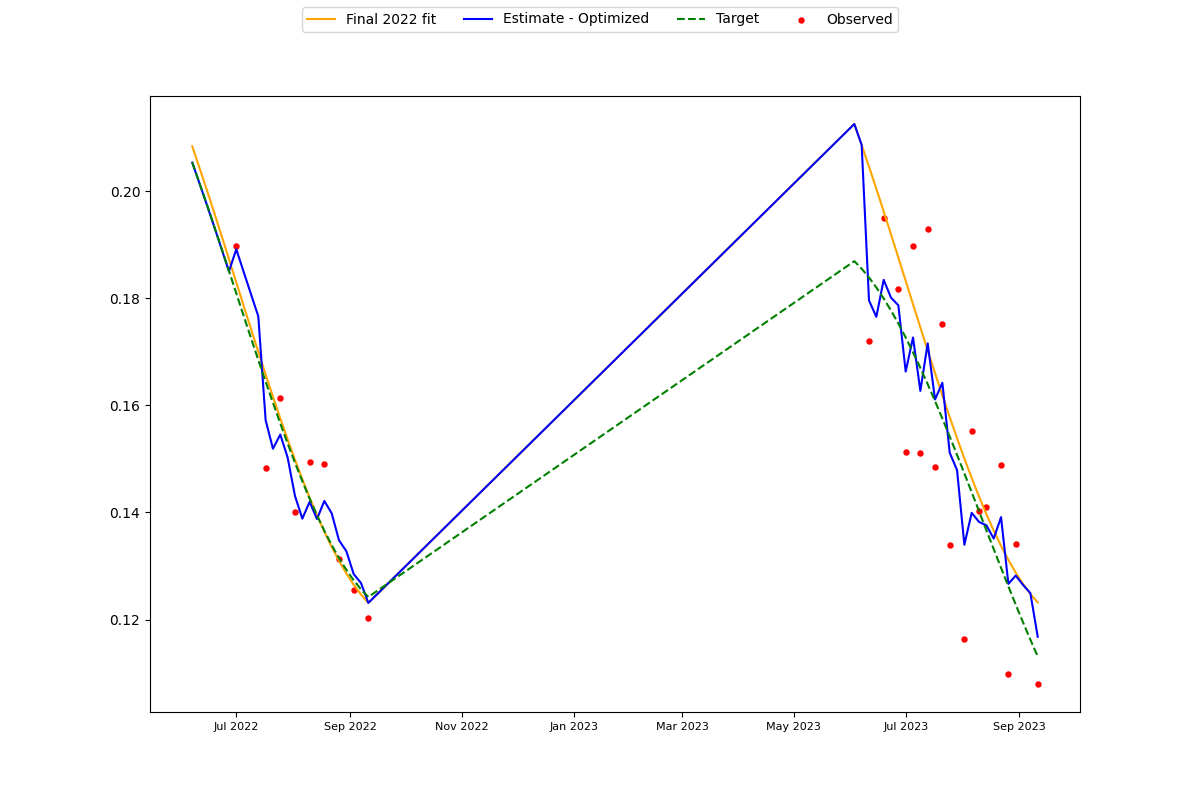 Final 2022 fit Estimate - Optimized Target Observed
0.20
0.18
0.16
0.14
0.12
Jul 2022 Sep 2022 Nov 2022 Jan 2023 Mar 2023 May 2023 Jul 2023 Sep 2023